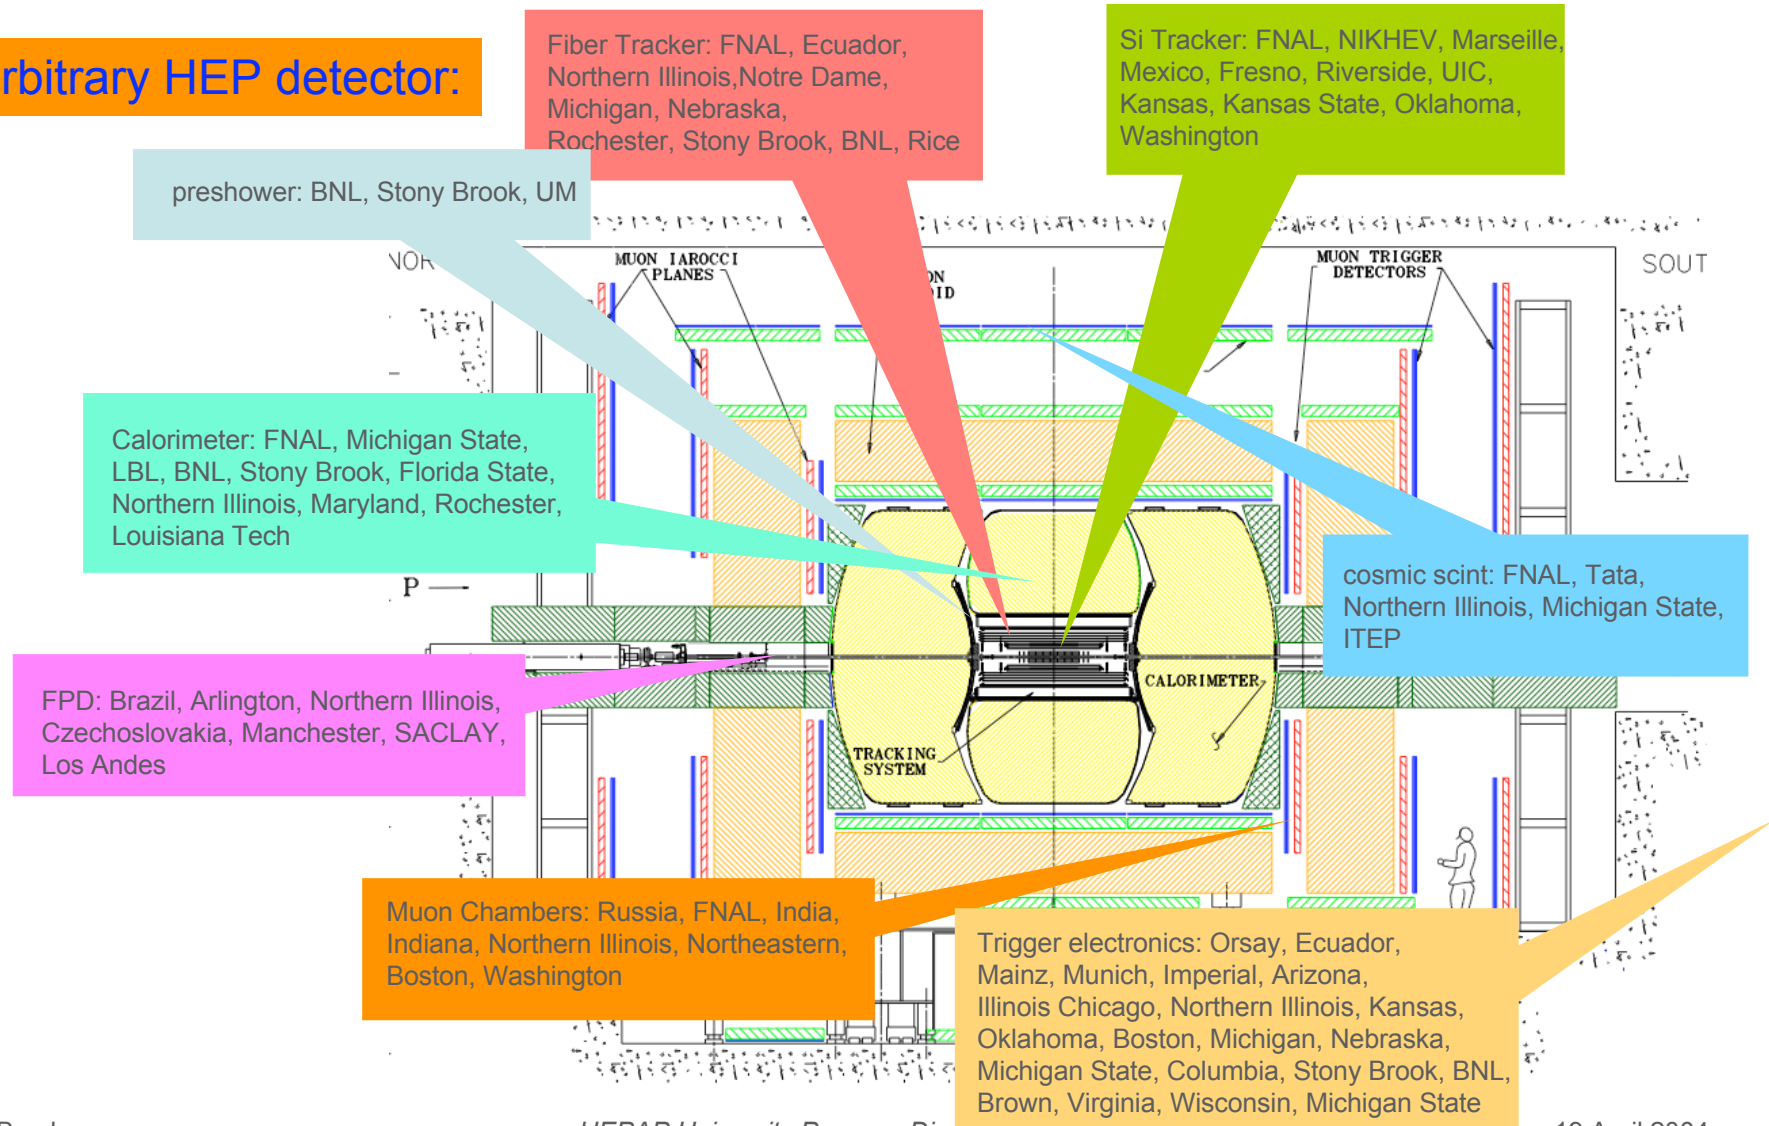 rbitrary HEP detector:
Fiber Tracker: FNAL, Ecuador,
Northern Illinois,Notre Dame,
Michigan, Nebraska,
Rochester, Stony Brook, BNL, Rice
Si Tracker: FNAL, NIKHEV, Marseille,
Mexico, Fresno, Riverside, UIC,
Kansas, Kansas State, Oklahoma,
Washington
preshower: BNL, Stony Brook, UM
NOR
MUON IAROCCI
PLANES
ON
OID
MUON TRIGGER
DETECTORS
SOUT
Calorimeter: FNAL, Michigan State,
LBL, BNL, Stony Brook, Florida State,
Northern Illinois, Maryland, Rochester,
Louisiana Tech
P
cosmic scint: FNAL, Tata,
Northern Illinois, Michigan State,
ITEP
FPD: Brazil, Arlington, Northern Illinois,
Czechoslovakia, Manchester, SACLAY,
Los Andes
CALORIMETER
TRACKING
SYSTEM
Muon Chambers: Russia, FNAL, India,
Indiana, Northern Illinois, Northeastern,
Boston, Washington
Trigger electronics: Orsay, Ecuador,
Mainz, Munich, Imperial, Arizona,
Illinois Chicago, Northern Illinois, Kansas,
Oklahoma, Boston, Michigan, Nebraska,
Michigan State, Columbia, Stony Brook, BNL,
Brown, Virginia, Wisconsin, Michigan State